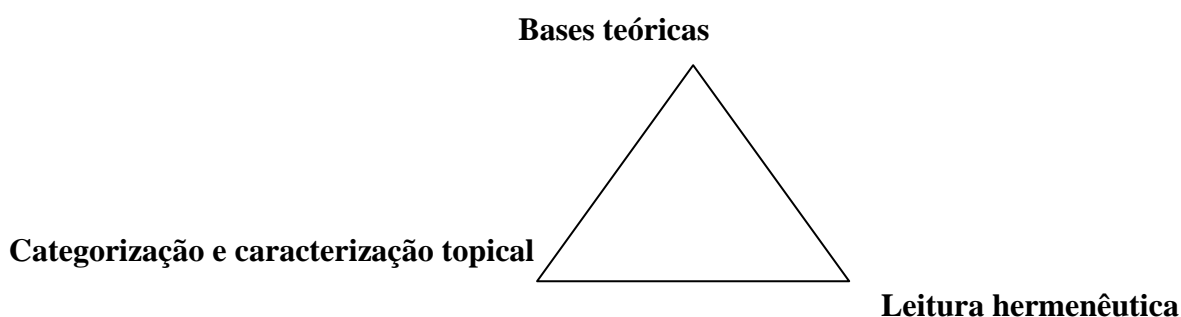 Bases teóricas
Categorização e caracterização topical
Leitura hermenêutica